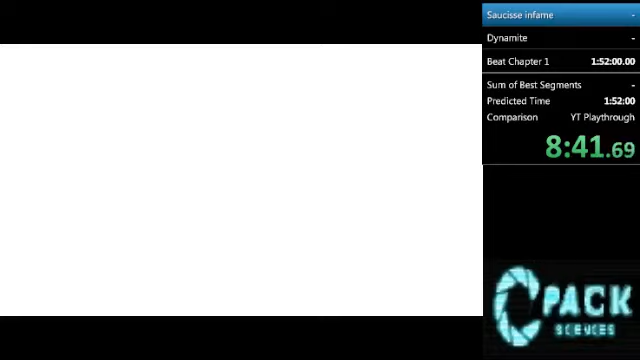 Saucisse infame -
Dynamite -
Beat Chapter 1 1:52:00.00
Sum of Best Segments -
Predicted Time 1:52:00
Comparison YT Playthrough
8:41.69
PACK
SCIENCES